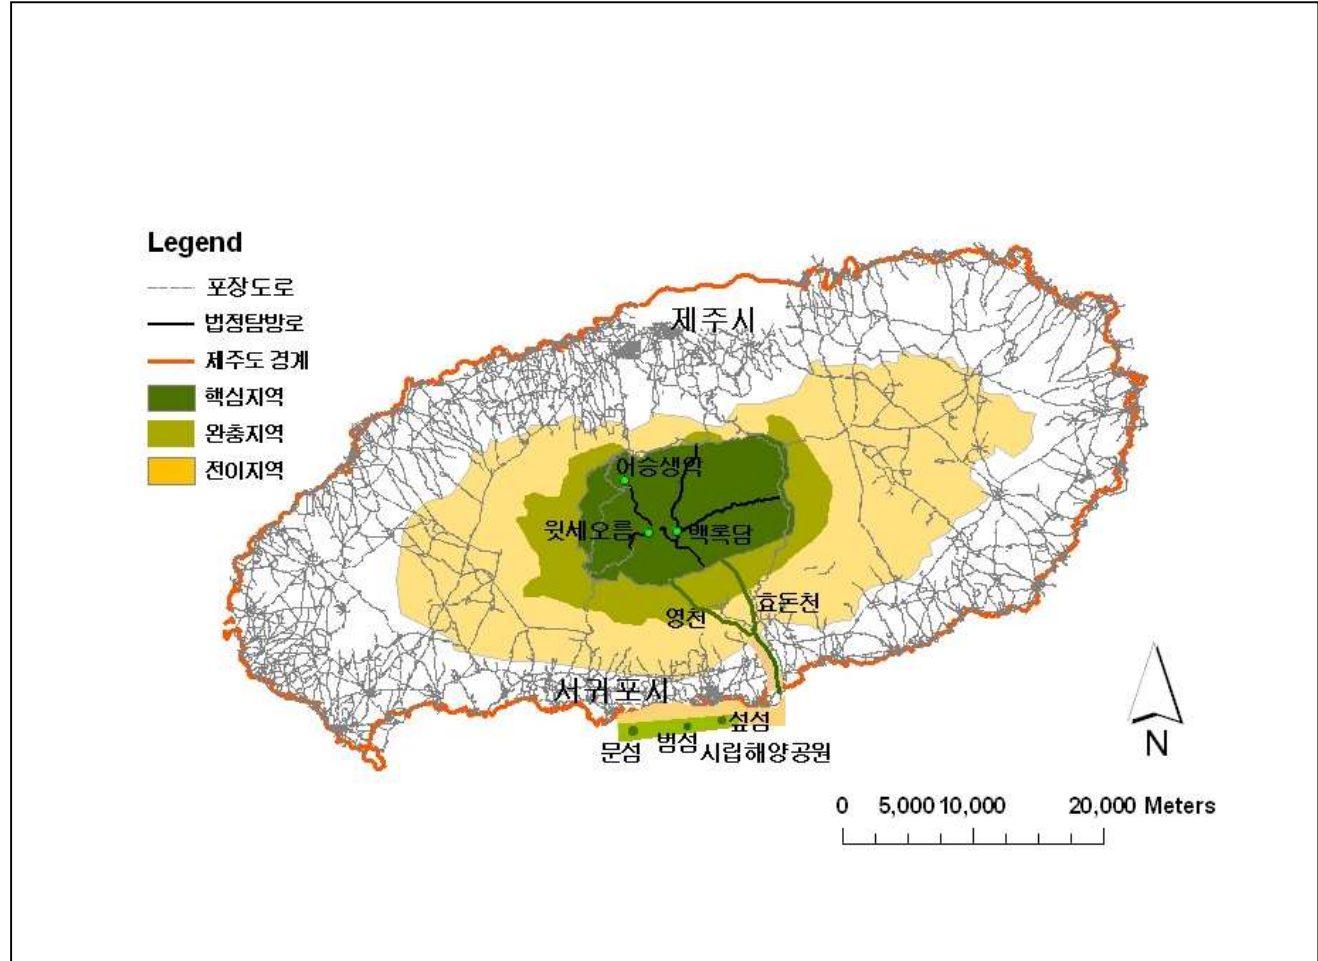 Legend
포장도로
법정탐방로
제주도 경계
핵심지역
완충지역
전이지역
제주시
어승생악
윗세오름
백록담
영천
효돈천
서귀포시
섶섬
문섬
범섬
시립해양공원
N
0 5,000 10,000 20,000 Meters